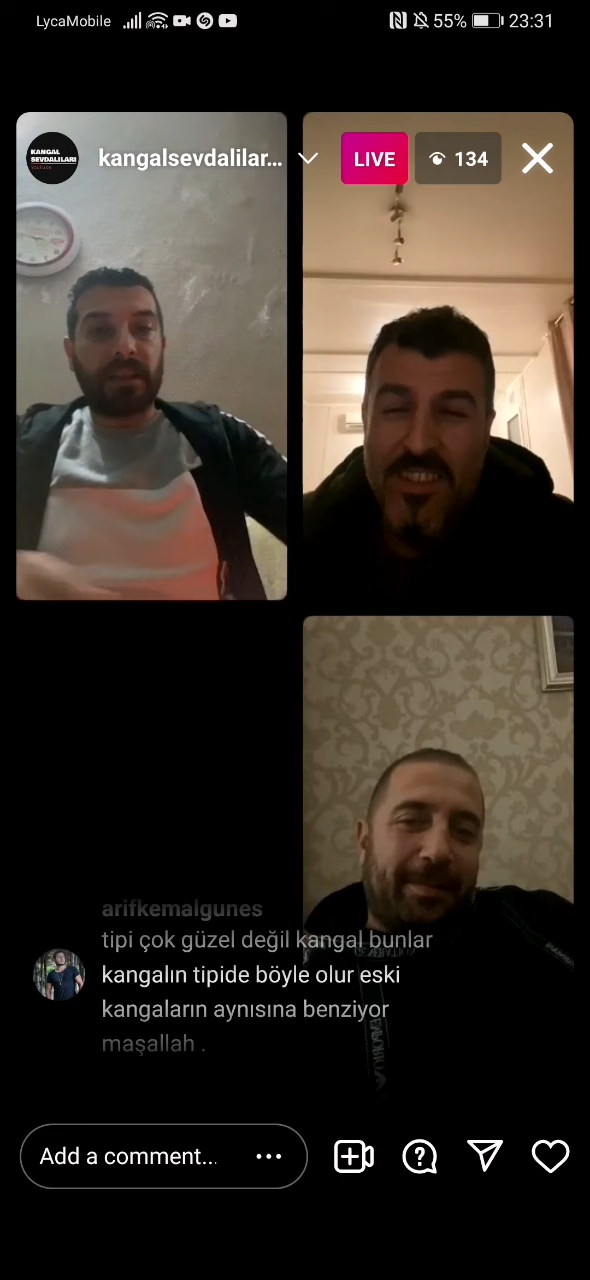 LycaMobile
55%
23:31
KANGAL
SEVDALILARI
kangalsevdalilar...
LIVE
134
arifkemalgunes
tipi çok güzel değil kangal bunlar
kangalın tipide böyle olur eski
kangaların aynısına benziyor
maşallah .
Add a comment...